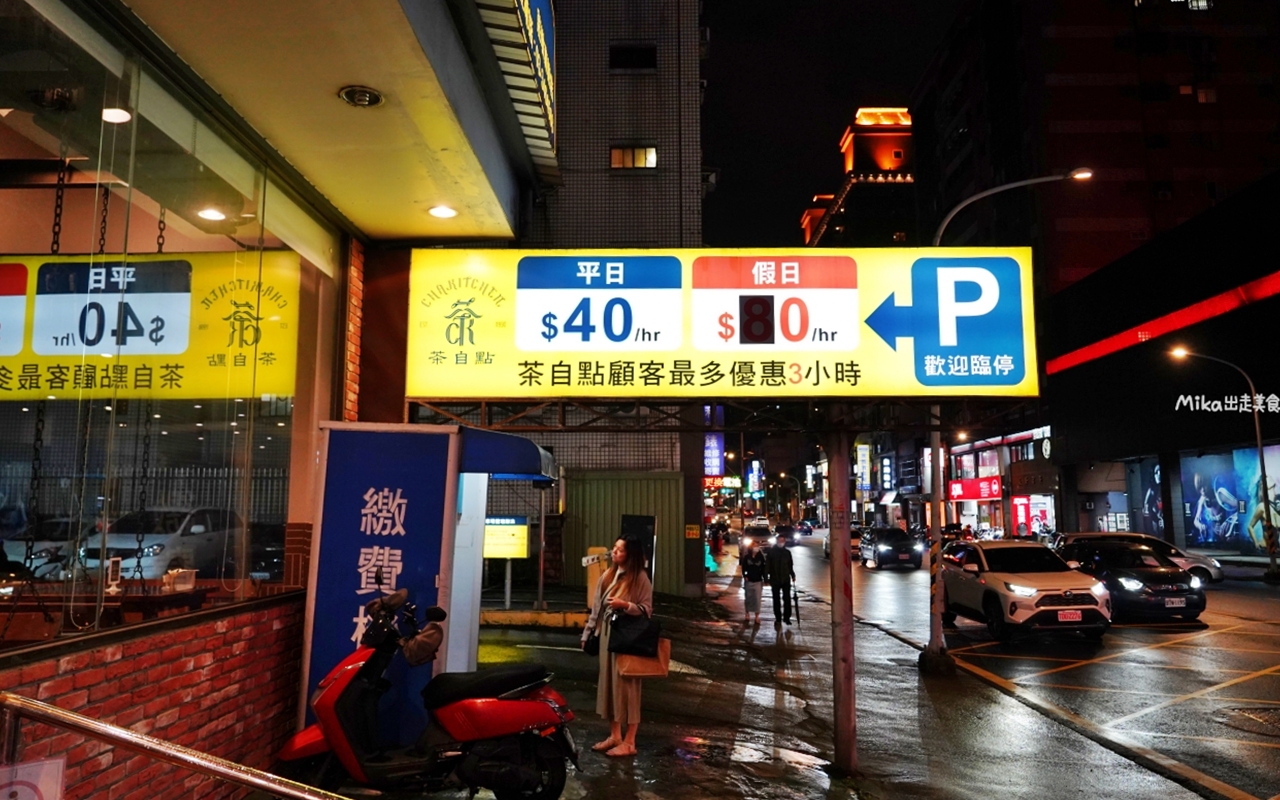 CHAKITCHEN
茶自點
平日
$40/hr
假日
$80/hr
茶自點顧客最多優惠3小時
P
歡迎臨停
繳費機
Mika出走美食